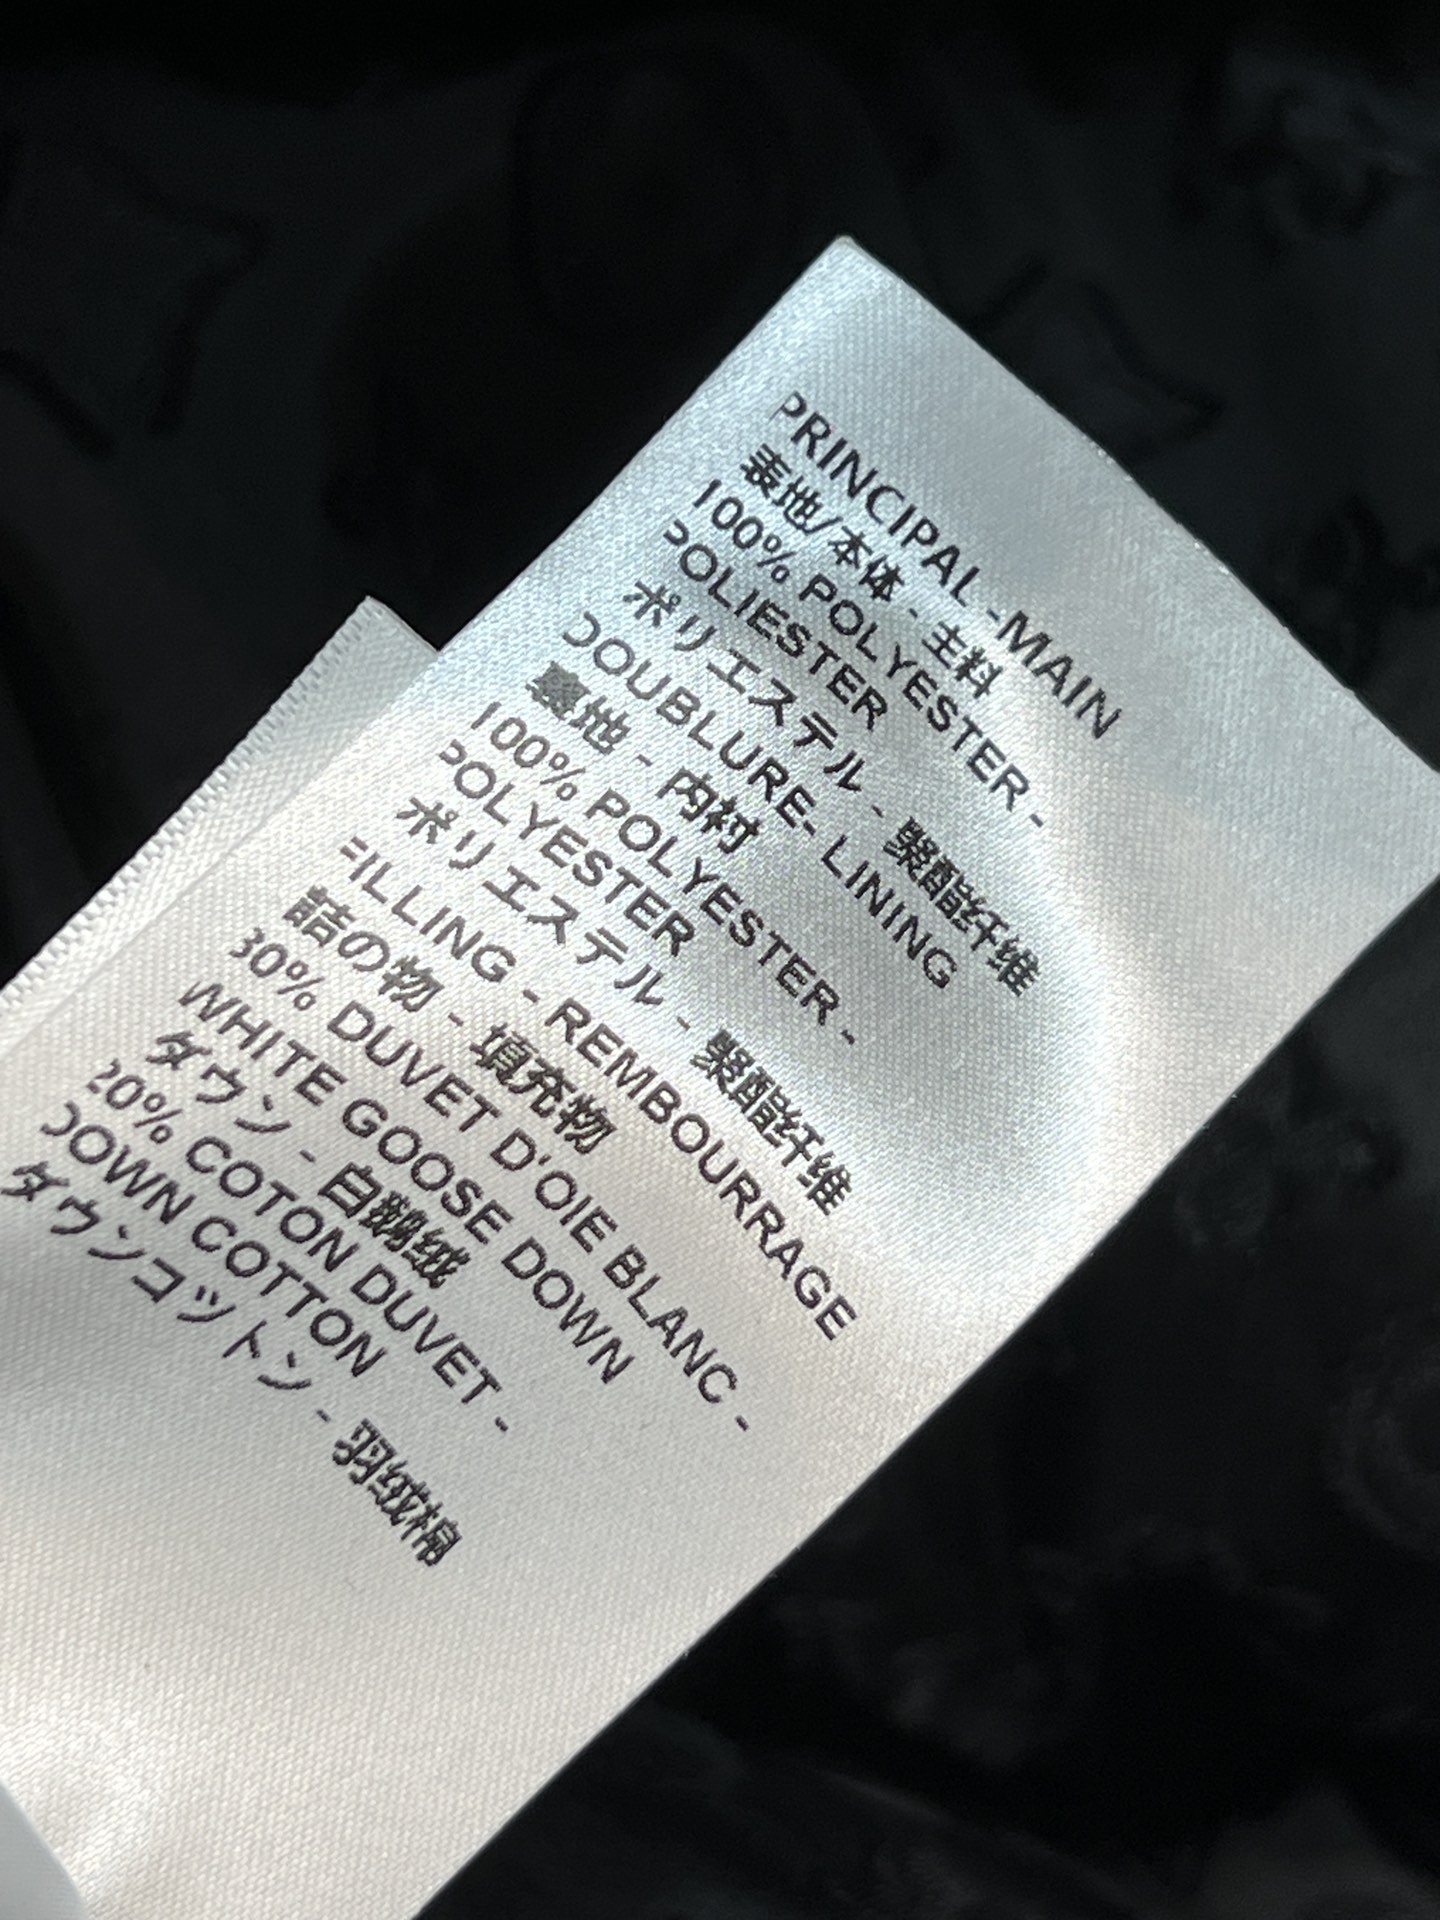 PRINCIPAL -MAIN
表地/本体 - 主料
100% POLYESTER -
POLIESTER
ポリエステル - 聚酯纤维
DOUBLURE- LINING
裏地 - 内衬
100% POLYESTER -
POLYESTER
ポリエステル - 聚酯纤维
FILLING - REMBOURRAGE
詰の物 - 填充物
80% DUVET D'OIE BLANC -
WHITE GOOSE DOWN
ダウン - 白鹅绒
20% COTON DUVET -
DOWN COTTON
ダウンコットン - 羽绒棉